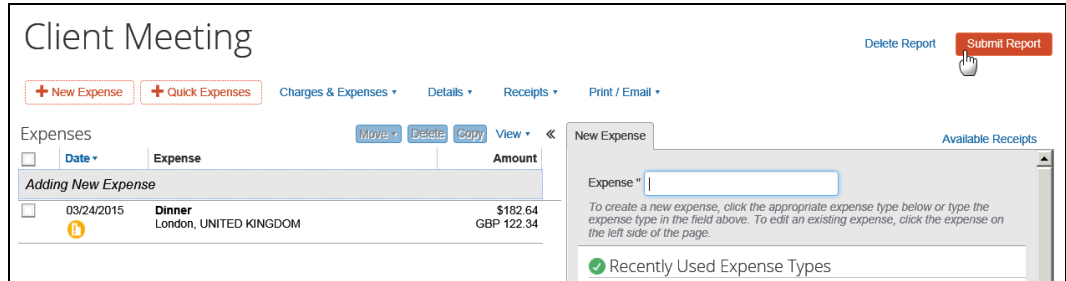 Client Meeting
Delete Report
Submit Report
New Expense
Quick Expenses
Charges & Expenses
Details
Receipts
Print / Email
Expenses
Move
Delete
Copy
View
New Expense
Available Receipts
Date
Expense
Amount
Adding New Expense
Expense
03/24/2015
Dinner
$182.64
London, UNITED KINGDOM
GBP 122.34
To create a new expense, click the appropriate expense type below or type the
expense type in the field above. To edit an existing expense, click the expense on
the left side of the page.
Recently Used Expense Types